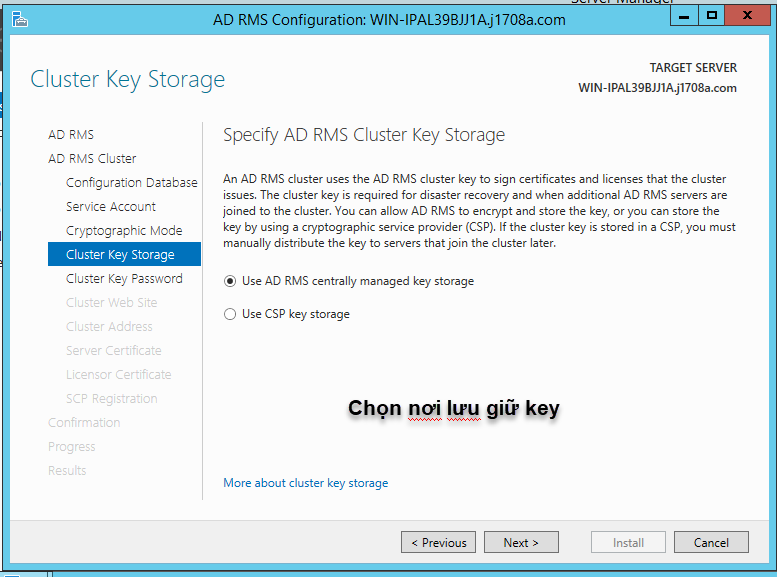 Server Manager
AD RMS Configuration: WIN-IPAL39BJJ1A.j1708a.com
Cluster Key Storage
TARGET SERVER
WIN-IPAL39BJJ1A.j1708a.com
AD RMS
AD RMS Cluster
Configuration Database
Service Account
Cryptographic Mode
Cluster Key Storage
Cluster Key Password
Cluster Web Site
Cluster Address
Server Certificate
Licensor Certificate
SCP Registration
Confirmation
Progress
Results
Specify AD RMS Cluster Key Storage
An AD RMS cluster uses the AD RMS cluster key to sign certificates and licenses that the cluster
issues. The cluster key is required for disaster recovery and when additional AD RMS servers are
joined to the cluster. You can allow AD RMS to encrypt and store the key, or you can store the
key by using a cryptographic service provider (CSP). If the cluster key is stored in a CSP, you must
manually distribute the key to servers that join the cluster later.
Use AD RMS centrally managed key storage
Use CSP key storage
Chọn nơi lưu giữ key
More about cluster key storage
< Previous
Next >
Install
Cancel